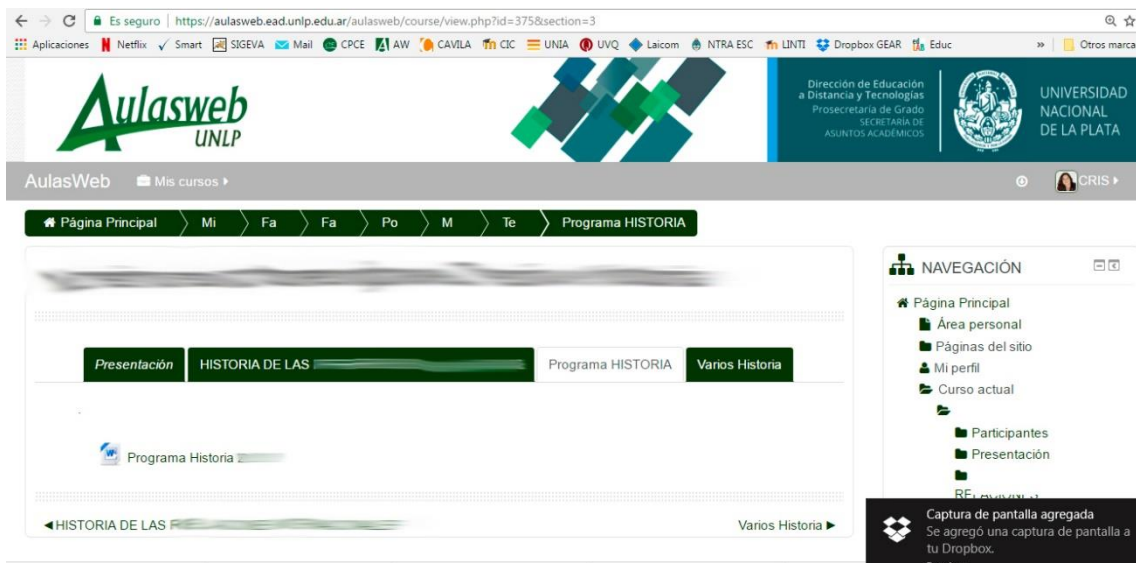 Es seguro | https://aulasweb.ead.unlp.edu.ar/aulasweb/course/view.php?id=375&section=3
Aplicaciones Netflix Smart SIGEVA Mail CPCE AW CAVILA CIC UNIA UVQ Laicom NTRA ESC LINTI Dropbox GEAR Educ » Otros marca
Aulasweb
UNLP
Dirección de Educación
a Distancia y Tecnologías
Prosecretaría de Grado
SECRETARÍA DE
ASUNTOS ACADÉMICOS
UNIVERSIDAD
NACIONAL
DE LA PLATA
AulasWeb Mis cursos CRIS
Página Principal Mi Fa Fa Po M Te Programa HISTORIA
Presentación HISTORIA DE LAS Programa HISTORIA Varios Historia
Programa Historia
◄HISTORIA DE LAS Varios Historia►
NAVEGACIÓN
Página Principal
Área personal
Páginas del sitio
Mi perfil
Curso actual
Participantes
Presentación
Captura de pantalla agregada
Se agregó una captura de pantalla a
tu Dropbox.